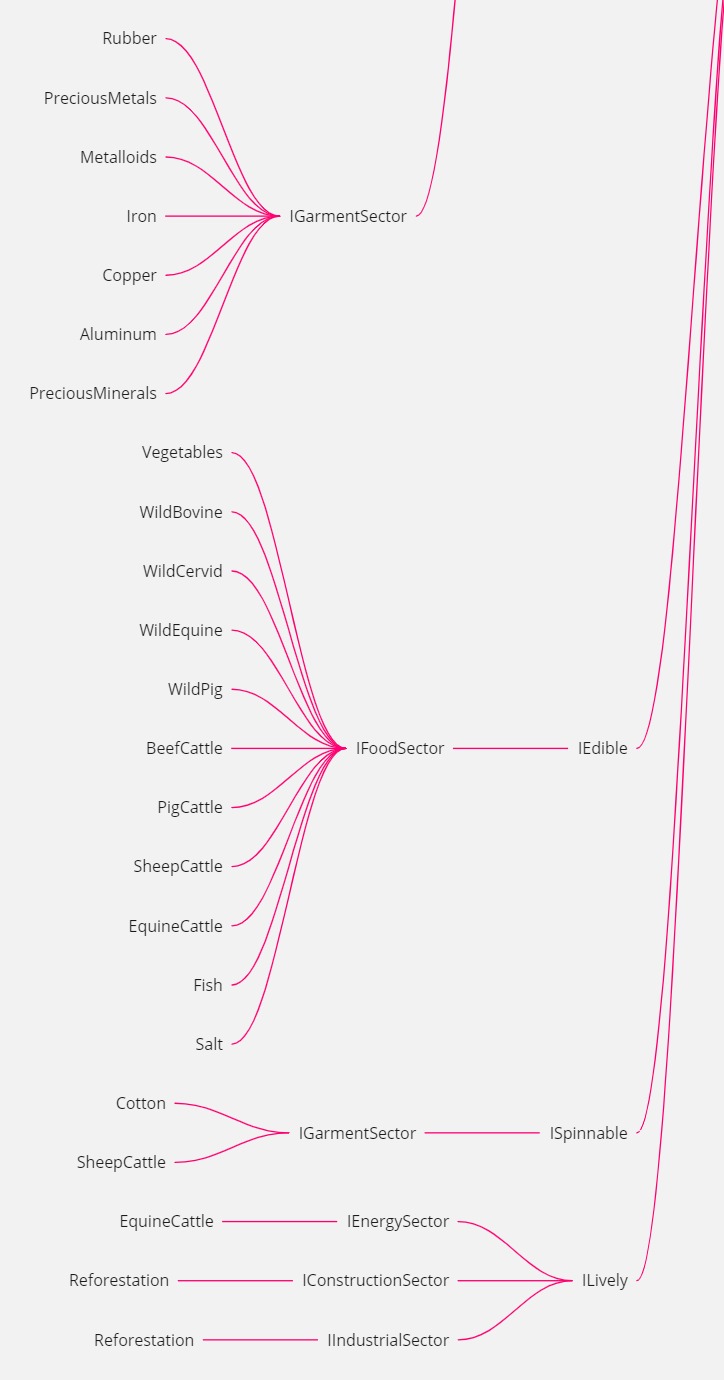 Rubber
PreciousMetals
Metalloids
Iron
IGarmentSector
Copper
Aluminum
PreciousMinerals
Vegetables
WildBovine
WildCervid
WildEquine
WildPig
BeefCattle
IFoodSector
IEdible
PigCattle
SheepCattle
EquineCattle
Fish
Salt
Cotton
IGarmentSector
ISpinnable
SheepCattle
EquineCattle
IEnergySector
Reforestation
IConstructionSector
ILively
Reforestation
IIndustrialSector